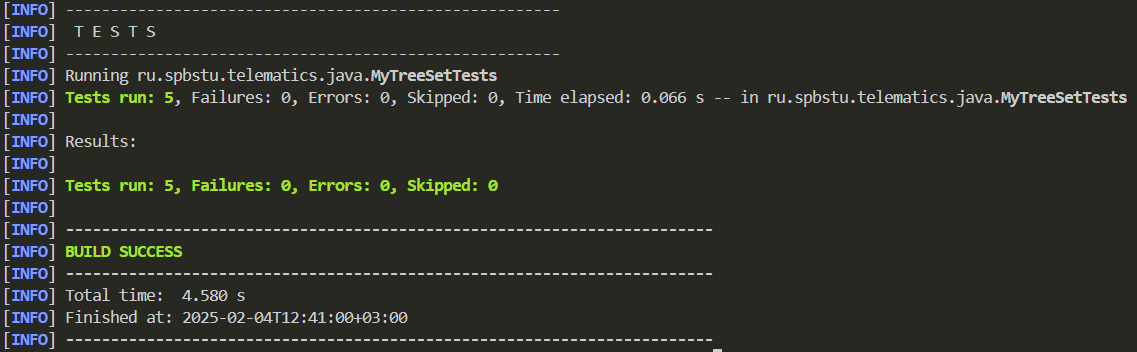 [INFO] -------------------------------------------------------
[INFO]  T E S T S
[INFO] -------------------------------------------------------
[INFO] Running ru.spbstu.telematics.java.MyTreeSetTests
[INFO] Tests run: 5, Failures: 0, Errors: 0, Skipped: 0, Time elapsed: 0.066 s -- in ru.spbstu.telematics.java.MyTreeSetTests
[INFO]
[INFO] Results:
[INFO]
[INFO] Tests run: 5, Failures: 0, Errors: 0, Skipped: 0
[INFO]
[INFO] ------------------------------------------------------------------------
[INFO] BUILD SUCCESS
[INFO] ------------------------------------------------------------------------
[INFO] Total time:  4.580 s
[INFO] Finished at: 2025-02-04T12:41:00+03:00
[INFO] ------------------------------------------------------------------------